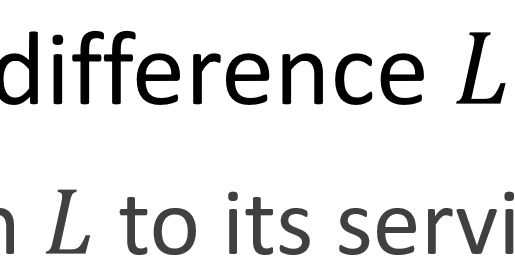 difference L
n L to its servi